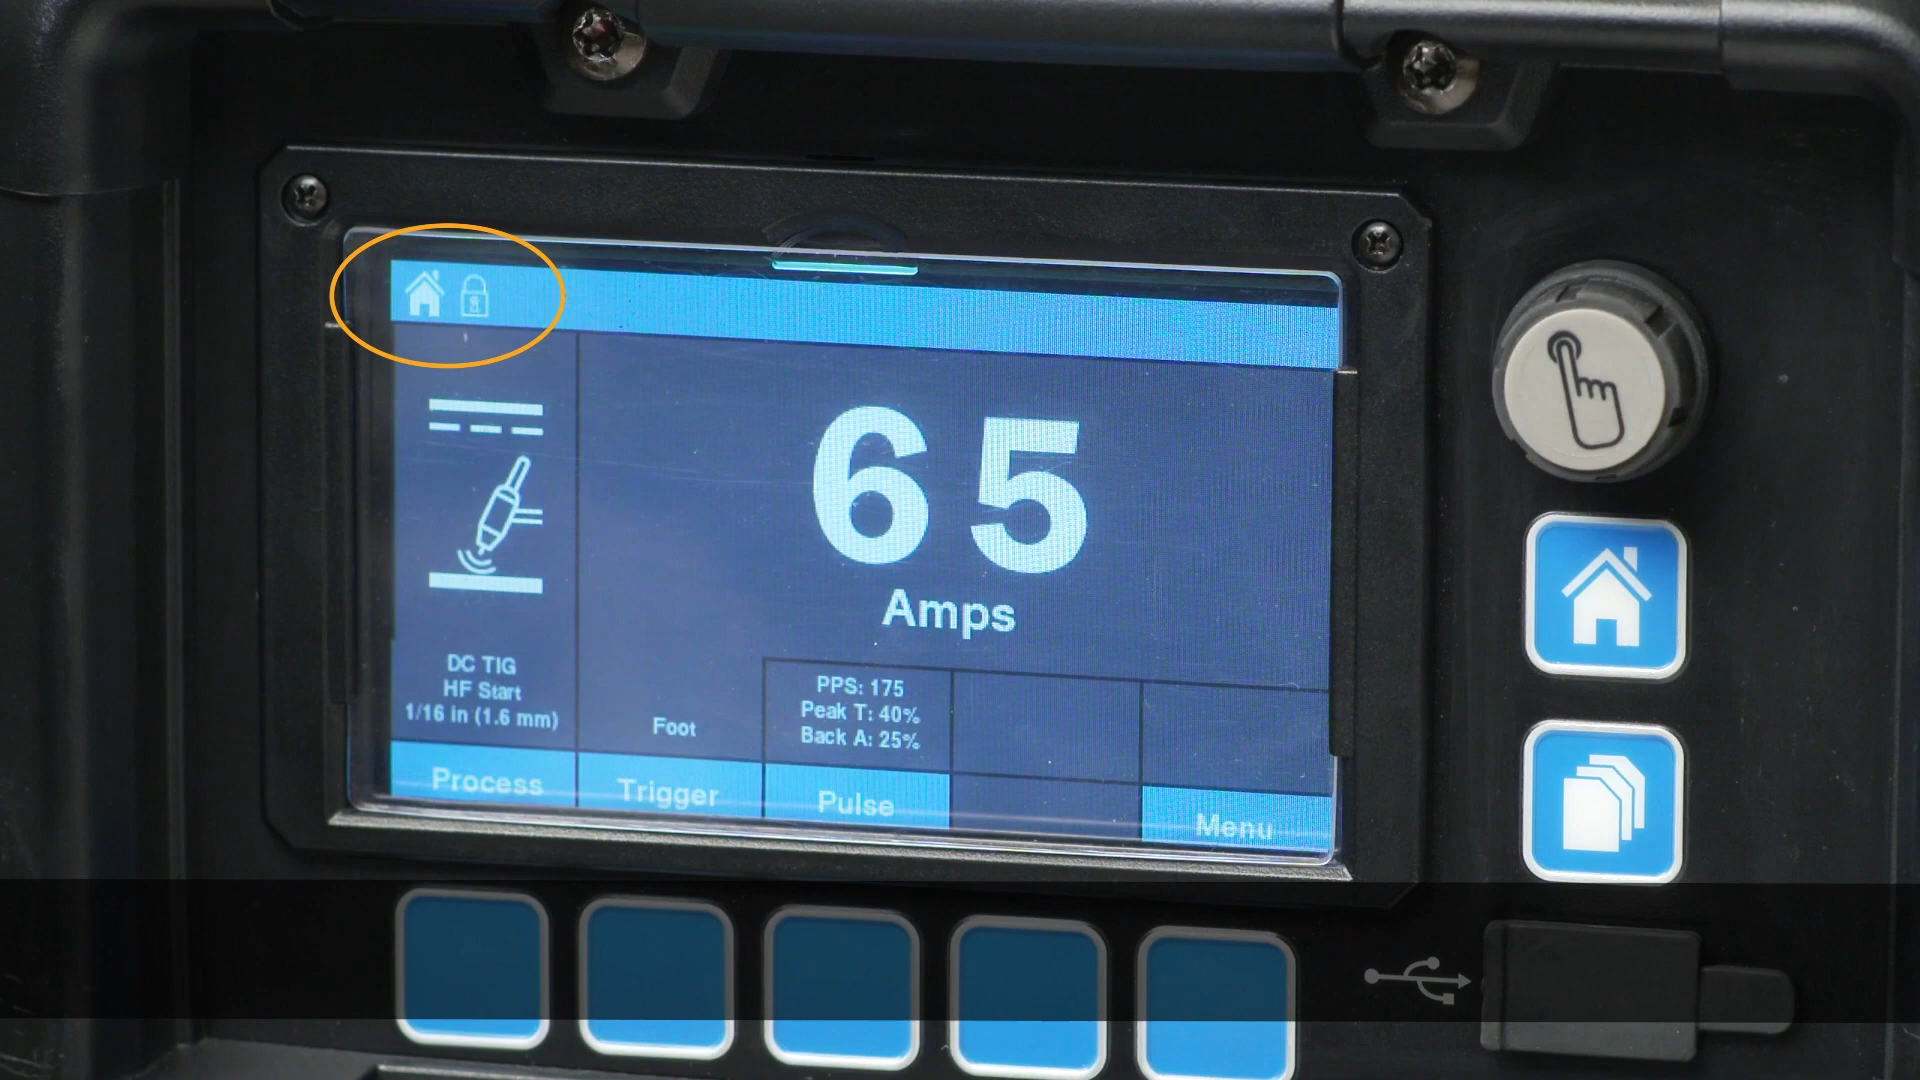 65
Amps
DC TIG
HF Start
1/16 in (1.6 mm)
Foot
PPS: 175
Peak T: 40%
Back A: 25%
Process
Trigger
Pulse
Menu